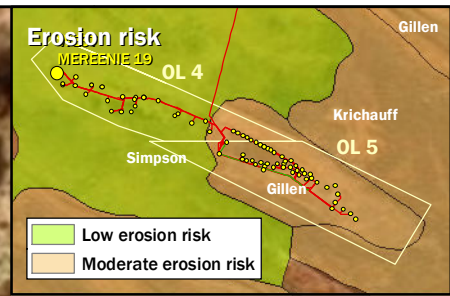 Gillen
Erosion risk
MEREENIE 19
OL 4
Krichauff
OL 5
Simpson
Gillen
Low erosion risk
Moderate erosion risk